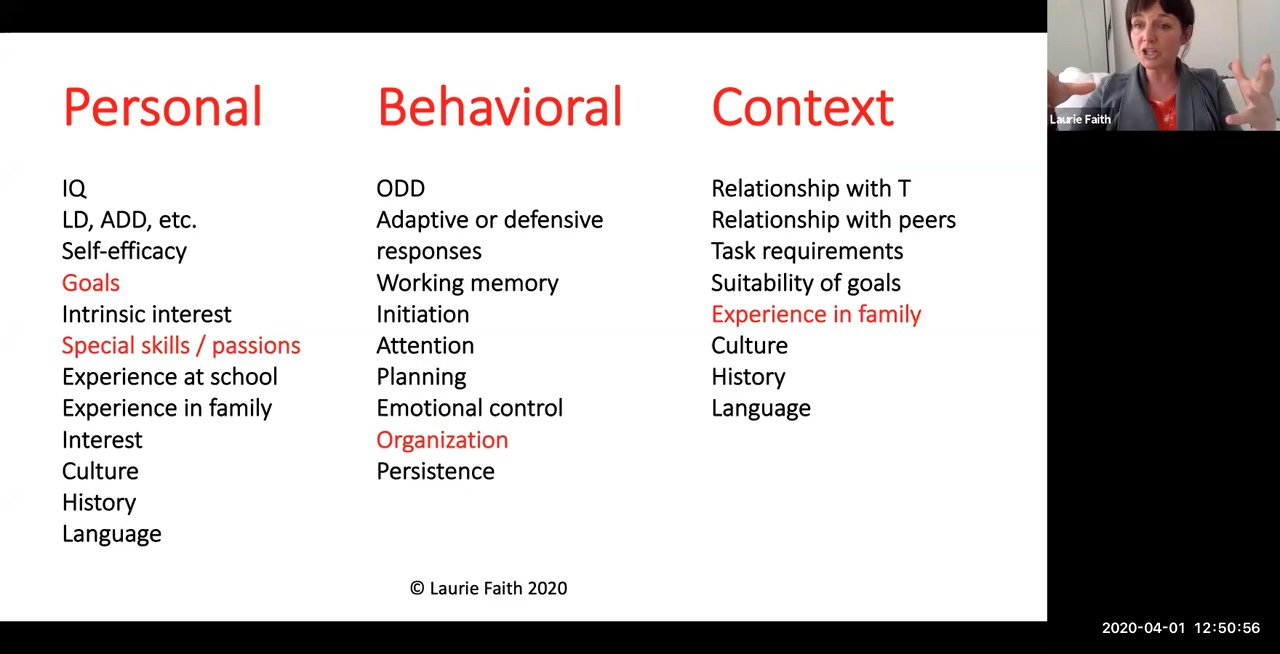 Personal
IQ
LD, ADD, etc.
Self-efficacy
Goals
Intrinsic interest
Special skills / passions
Experience at school
Experience in family
Interest
Culture
History
Language
Behavioral
ODD
Adaptive or defensive
responses
Working memory
Initiation
Attention
Planning
Emotional control
Organization
Persistence
Context
Relationship with T
Relationship with peers
Task requirements
Suitability of goals
Experience in family
Culture
History
Language
© Laurie Faith 2020
Laurie Faith
2020-04-01 12:50:56